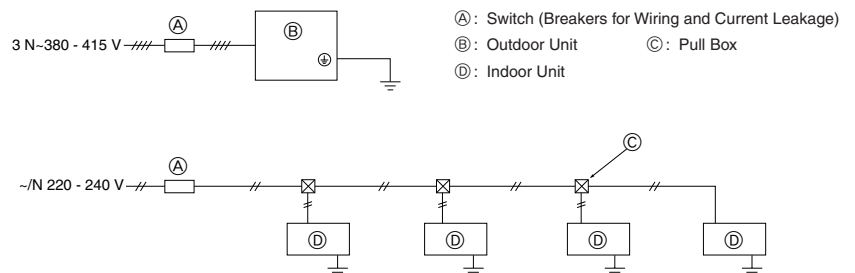 Ⓐ
3 N~380 - 415 V
Ⓑ
Ⓐ: Switch (Breakers for Wiring and Current Leakage)
Ⓑ: Outdoor Unit Ⓒ: Pull Box
Ⓓ: Indoor Unit
Ⓐ
Ⓒ
~/N 220 - 240 V
Ⓓ Ⓓ Ⓓ Ⓓ